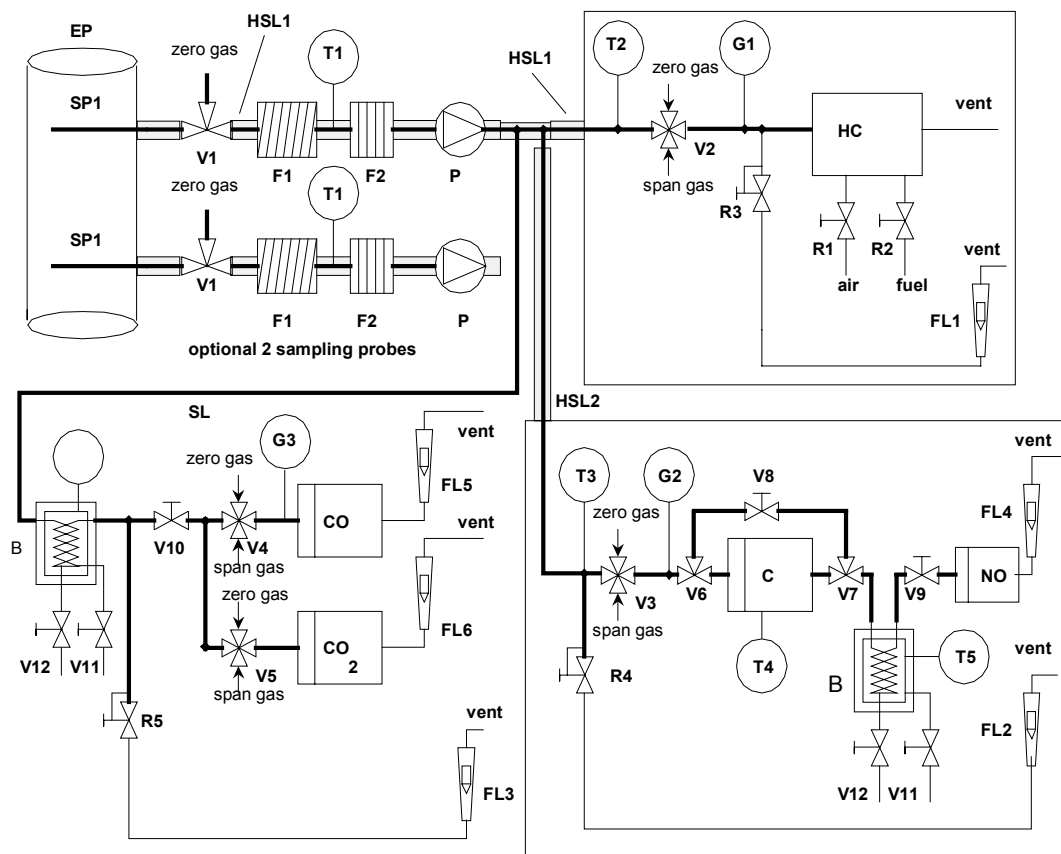 EP
HSL1
zero gas
T1
SP1
V1
F1
F2
P
zero gas
T1
SP1
V1
F1
F2
P
optional 2 sampling probes
HSL1
T2
zero gas
G1
V2
span gas
HC
vent
R3
R1
R2
air
fuel
vent
FL1
HSL2
SL
zero gas
G3
vent
FL5
B
V10
V4
CO
span gas
vent
zero gas
FL6
V5
CO
2
span gas
V12
V11
R5
vent
FL3
T3
G2
V8
vent
FL4
zero gas
V3
V6
C
V7
V9
NO
span gas
T4
R4
B
T5
vent
FL2
V12
V11